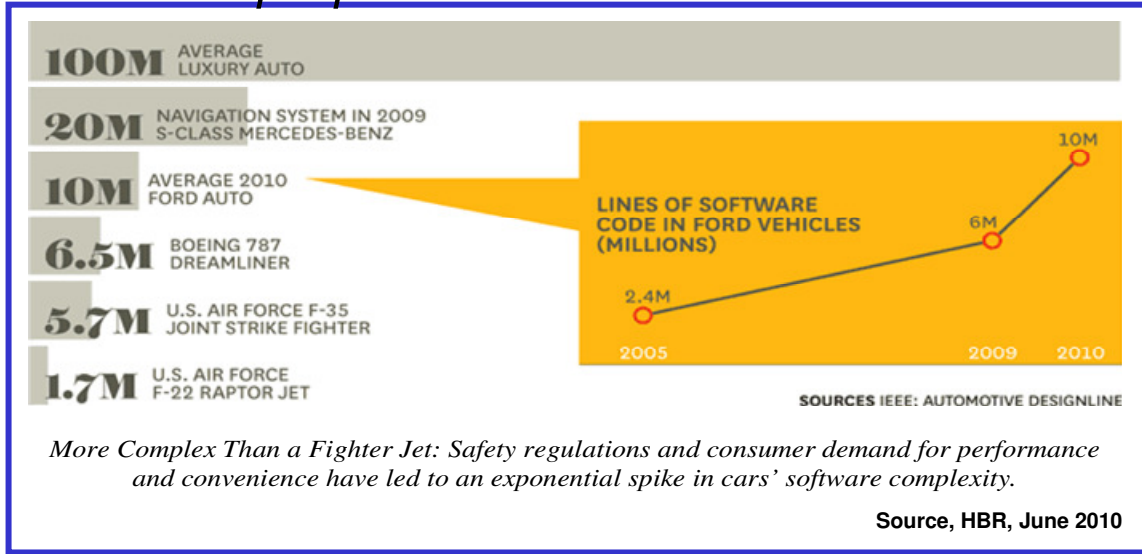 100M AVERAGE
LUXURY AUTO
20M NAVIGATION SYSTEM IN 2009
S-CLASS MERCEDES-BENZ
10M AVERAGE 2010
FORD AUTO
6.5M BOEING 787
DREAMLINER
5.7M U.S. AIR FORCE F-35
JOINT STRIKE FIGHTER
1.7M U.S. AIR FORCE
F-22 RAPTOR JET
LINES OF SOFTWARE
CODE IN FORD VEHICLES
(MILLIONS)
10M
6M
2.4M
2005 2009 2010
SOURCES IEEE: AUTOMOTIVE DESIGNLINE
More Complex Than a Fighter Jet: Safety regulations and consumer demand for performance
and convenience have led to an exponential spike in cars’ software complexity.
Source, HBR, June 2010